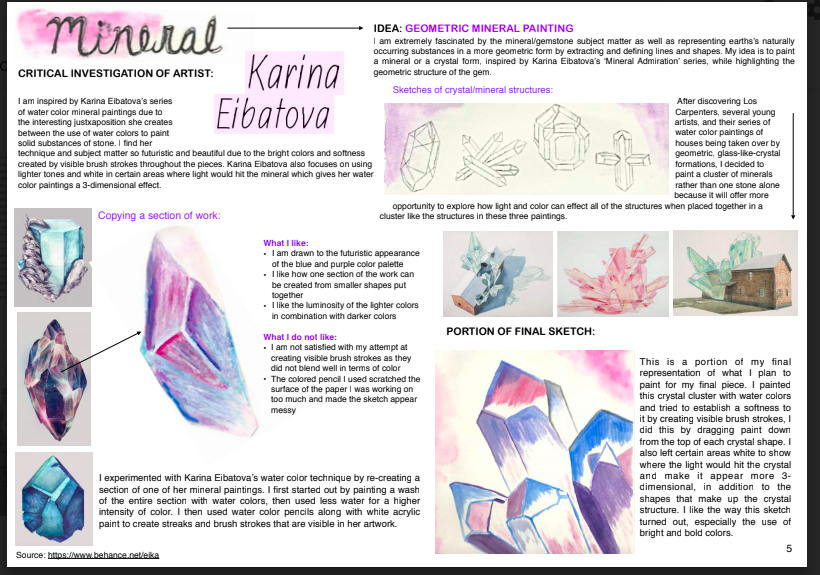 Mineral
CRITICAL INVESTIGATION OF ARTIST:
Karina
Eibatova
I am inspired by Karina Eibatova's series
of water color mineral paintings due to
the interesting juxtaposition she creates
between the use of water colors to paint
solid substances of stone. I find her
technique and subject matter so futuristic and beautiful due to the bright colors and softness
created by visible brush strokes throughout the pieces. Karina Eibatova also focuses on using
lighter tones and white in certain areas where light would hit the mineral which gives her water
color paintings a 3-dimensional effect.
Copying a section of work:
What I like:
• I am drawn to the futuristic appearance
of the blue and purple color palette
• I like how one section of the work can
be created from smaller shapes put
together
• I like the luminosity of the lighter colors
in combination with darker colors
What I do not like:
• I am not satisfied with my attempt at
creating visible brush strokes as they
did not blend well in terms of color
• The colored pencil I used scratched the
surface of the paper I was working on
too much and made the sketch appear
messy
I experimented with Karina Eibatova's water color technique by re-creating a
section of one of her mineral paintings. I first started out by painting a wash
of the entire section with water colors, then used less water for a higher
intensity of color. I then used water color pencils along with white acrylic
paint to create streaks and brush strokes that are visible in her artwork.
Source: https://www.behance.net/eika
IDEA: GEOMETRIC MINERAL PAINTING
I am extremely fascinated by the mineral/gemstone subject matter as well as representing earths's naturally
occurring substances in a more geometric form by extracting and defining lines and shapes. My idea is to paint
a mineral or a crystal form, inspired by Karina Eibatova's 'Mineral Admiration' series, while highlighting the
geometric structure of the gem.
Sketches of crystal/mineral structures:
After discovering Los
Carpenters, several young
artists, and their series of
water color paintings of
houses being taken over by
geometric, glass-like-crystal
formations, I decided to
paint a cluster of minerals
rather than one stone alone
because it will offer more
opportunity to explore how light and color can effect all of the structures when placed together in a
cluster like the structures in these three paintings.
PORTION OF FINAL SKETCH:
This is a portion of my final
representation of what I plan to
paint for my final piece. I painted
this crystal cluster with water colors
and tried to establish a softness to
it by creating visible brush strokes, I
did this by dragging paint down
from the top of each crystal shape. I
also left certain areas white to show
where the light would hit the crystal
and make it appear more 3-
dimensional, in addition to the
shapes that make up the crystal
structure. I like the way this sketch
turned out, especially the use of
bright and bold colors.
5